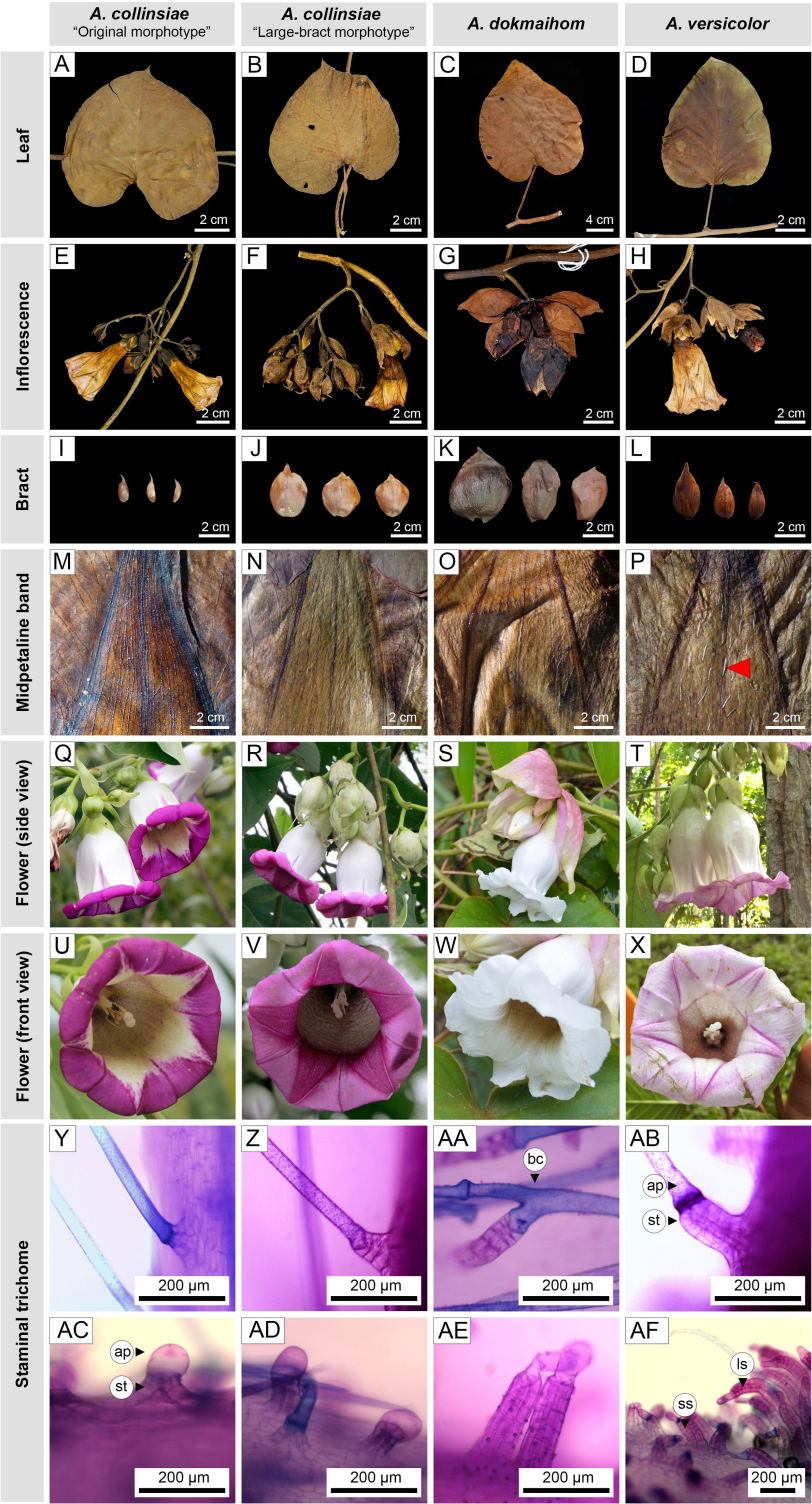 A. collinsiae
"Original morphotype"
A. collinsiae
"Large-bract morphotype"
A. dokmaihom
A. versicolor
Leaf
A
2 cm
B
2 cm
C
4 cm
D
2 cm
Inflorescence
E
2 cm
F
2 cm
G
2 cm
H
2 cm
Bract
I
2 cm
J
2 cm
K
2 cm
L
2 cm
Midpetaline band
M
2 cm
N
2 cm
O
2 cm
P
2 cm
Flower (side view)
Q
R
S
T
Flower (front view)
U
V
W
X
Staminal trichome
Y
200 µm
Z
200 µm
AA
bc
200 µm
AB
ap
st
200 µm
AC
ap
st
200 µm
AD
200 µm
AE
200 µm
AF
ls
ss
200 µm